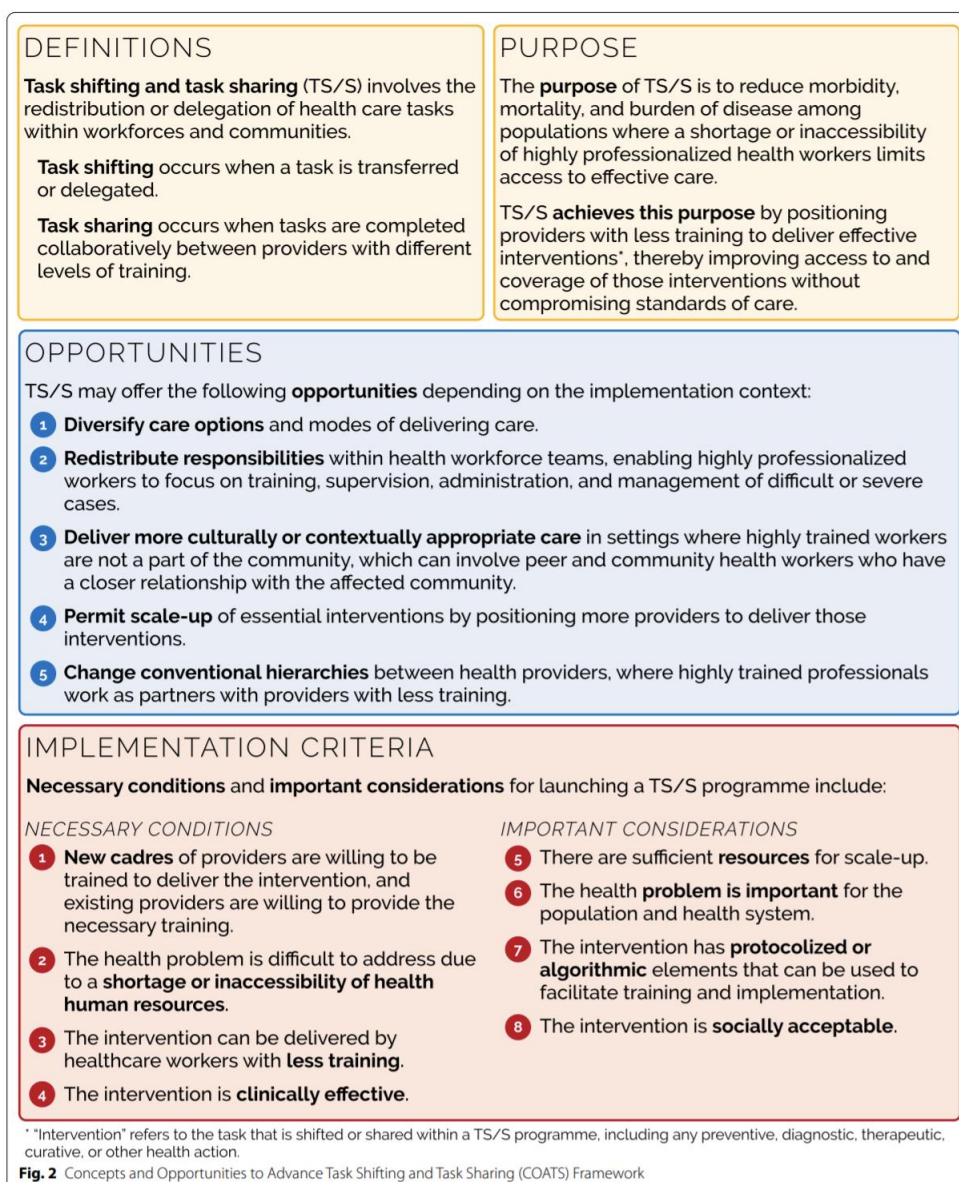 DEFINITIONS
Task shifting and task sharing (TS/S) involves the
redistribution or delegation of health care tasks
within workforces and communities.
Task shifting occurs when a task is transferred
or delegated.
Task sharing occurs when tasks are completed
collaboratively between providers with different
levels of training.
PURPOSE
The purpose of TS/S is to reduce morbidity,
mortality, and burden of disease among
populations where a shortage or inaccessibility
of highly professionalized health workers limits
access to effective care.
TS/S achieves this purpose by positioning
providers with less training to deliver effective
interventions*, thereby improving access to and
coverage of those interventions without
compromising standards of care.
OPPORTUNITIES
TS/S may offer the following opportunities depending on the implementation context:
1 Diversify care options and modes of delivering care.
2 Redistribute responsibilities within health workforce teams, enabling highly professionalized
workers to focus on training, supervision, administration, and management of difficult or severe
cases.
3 Deliver more culturally or contextually appropriate care in settings where highly trained workers
are not a part of the community, which can involve peer and community health workers who have
a closer relationship with the affected community.
4 Permit scale-up of essential interventions by positioning more providers to deliver those
interventions.
5 Change conventional hierarchies between health providers, where highly trained professionals
work as partners with providers with less training.
IMPLEMENTATION CRITERIA
Necessary conditions and important considerations for launching a TS/S programme include:
NECESSARY CONDITIONS
1 New cadres of providers are willing to be
trained to deliver the intervention, and
existing providers are willing to provide the
necessary training.
2 The health problem is difficult to address due
to a shortage or inaccessibility of health
human resources.
3 The intervention can be delivered by
healthcare workers with less training.
4 The intervention is clinically effective.
IMPORTANT CONSIDERATIONS
5 There are sufficient resources for scale-up.
6 The health problem is important for the
population and health system.
7 The intervention has protocolized or
algorithmic elements that can be used to
facilitate training and implementation.
8 The intervention is socially acceptable.
* "Intervention" refers to the task that is shifted or shared within a TS/S programme, including any preventive, diagnostic, therapeutic,
curative, or other health action.
Fig. 2 Concepts and Opportunities to Advance Task Shifting and Task Sharing (COATS) Framework